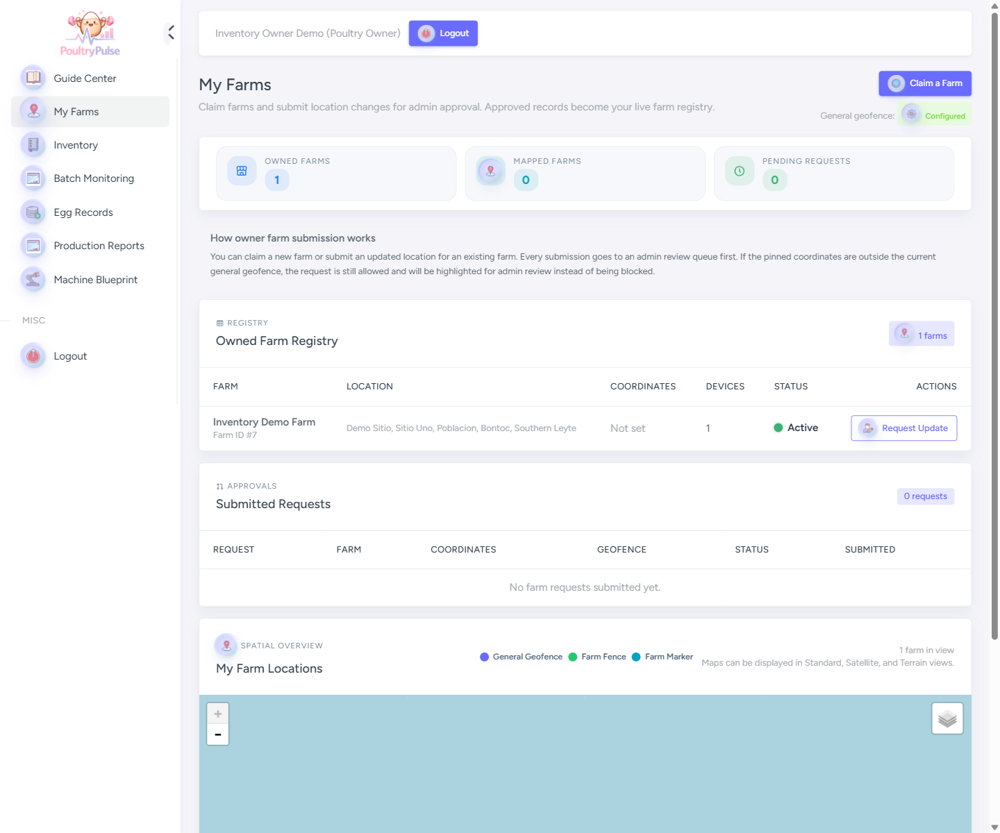 PoultryPulse
Guide Center
My Farms
Inventory
Batch Monitoring
Egg Records
Production Reports
Machine Blueprint
MISC
Logout
Inventory Owner Demo (Poultry Owner)
Logout
My Farms
Claim farms and submit location changes for admin approval. Approved records become your live farm registry.
Claim a Farm
General geofence: Configured
OWNED FARMS
1
MAPPED FARMS
0
PENDING REQUESTS
0
How owner farm submission works
You can claim a new farm or submit an updated location for an existing farm. Every submission goes to an admin review queue first. If the pinned coordinates are outside the current
general geofence, the request is still allowed and will be highlighted for admin review instead of being blocked.
REGISTRY
Owned Farm Registry
1 farms
FARM LOCATION COORDINATES DEVICES STATUS ACTIONS
Inventory Demo Farm
Farm ID #7
Demo Sitio, Sitio Uno, Poblacion, Bontoc, Southern Leyte
Not set
1
Active
Request Update
APPROVALS
Submitted Requests
0 requests
REQUEST FARM COORDINATES GEOFENCE STATUS SUBMITTED
No farm requests submitted yet.
SPATIAL OVERVIEW
My Farm Locations
General Geofence Farm Fence Farm Marker
1 farm in view
Maps can be displayed in Standard, Satellite, and Terrain views.
+
-